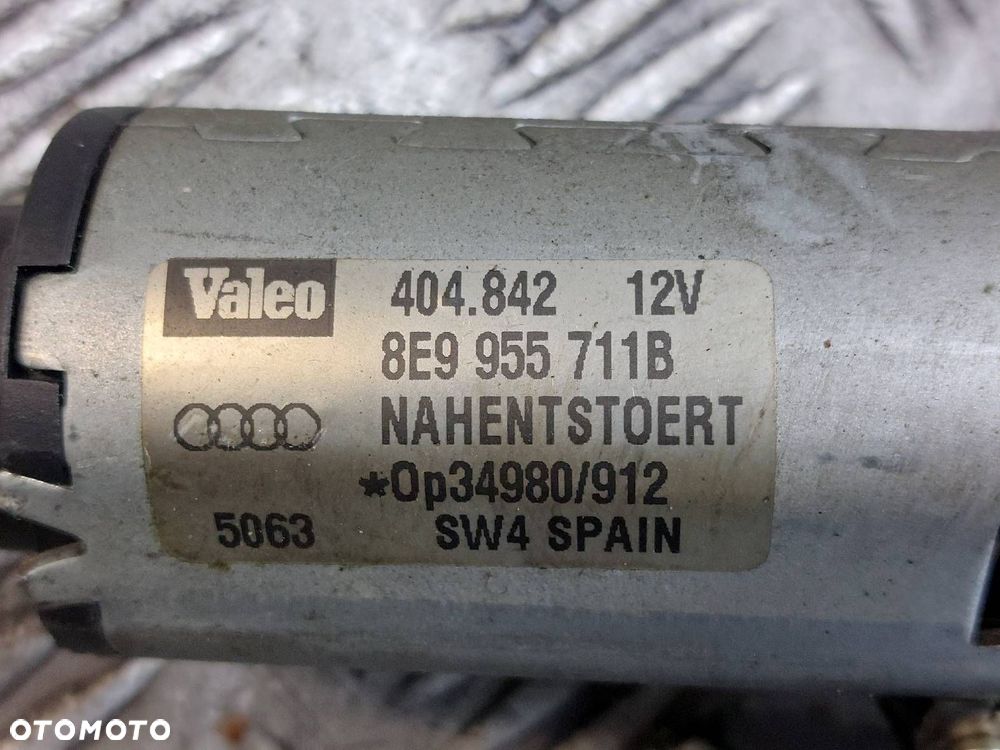 Valeo 404.842 12V
8E9 955 711B
NAHENTSTOERT
*Op34980/912
5063 SW4 SPAIN
OTOMOTO